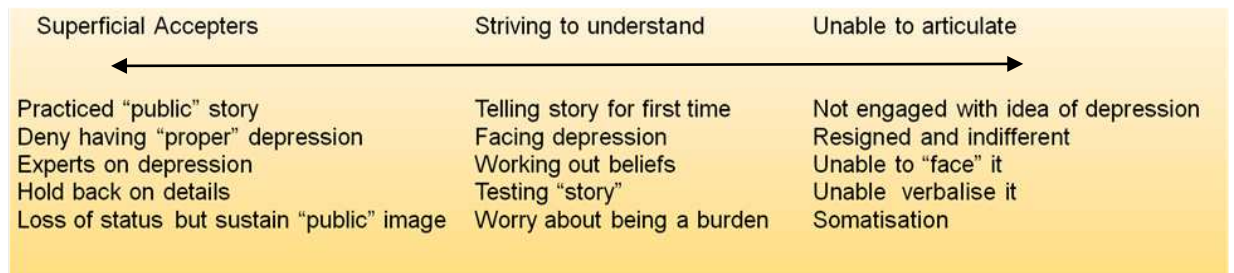 Superficial Accepters Striving to understand Unable to articulate
Practiced “public” story Telling story for first time Not engaged with idea of depression
Deny having “proper” depression Facing depression Resigned and indifferent
Experts on depression Working out beliefs Unable to “face” it
Hold back on details Testing “story” Unable verbalise it
Loss of status but sustain “public” image Worry about being a burden Somatisation